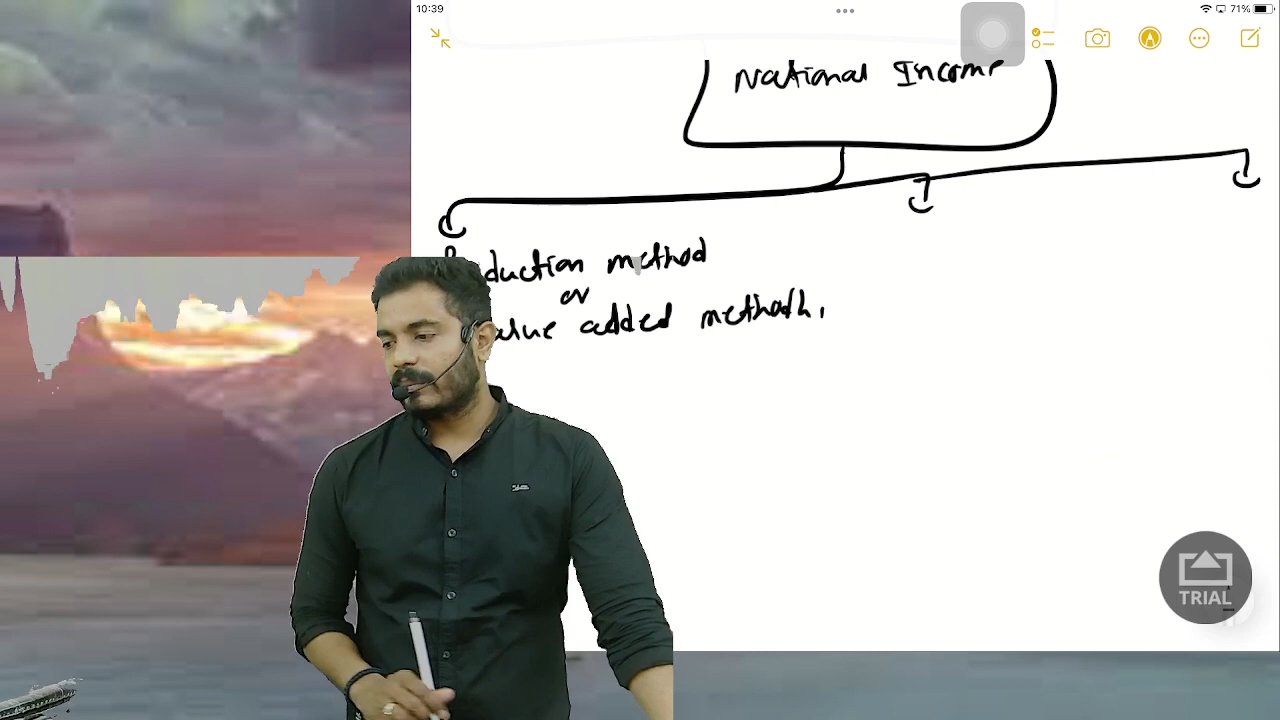 10:39
71%
National Income
duction method
or
alue added method.
TRIAL